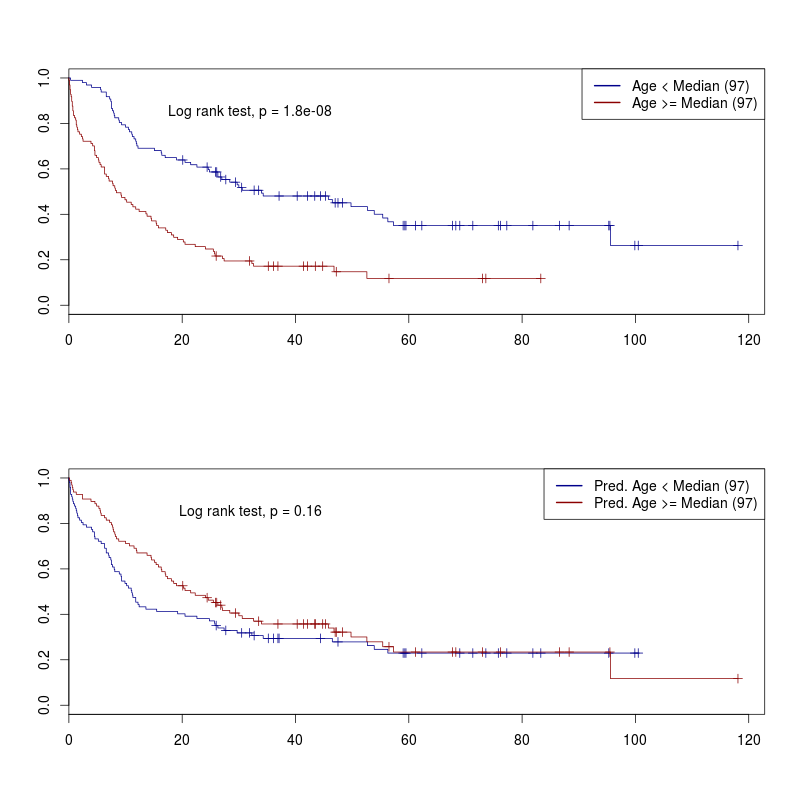 Age < Median (97)
Age >= Median (97)
Log rank test, p = 1.8e-08
1.0
0.8
0.6
0.4
0.2
0.0
0 20 40 60 80 100 120
Pred. Age < Median (97)
Pred. Age >= Median (97)
Log rank test, p = 0.16
1.0
0.8
0.6
0.4
0.2
0.0
0 20 40 60 80 100 120